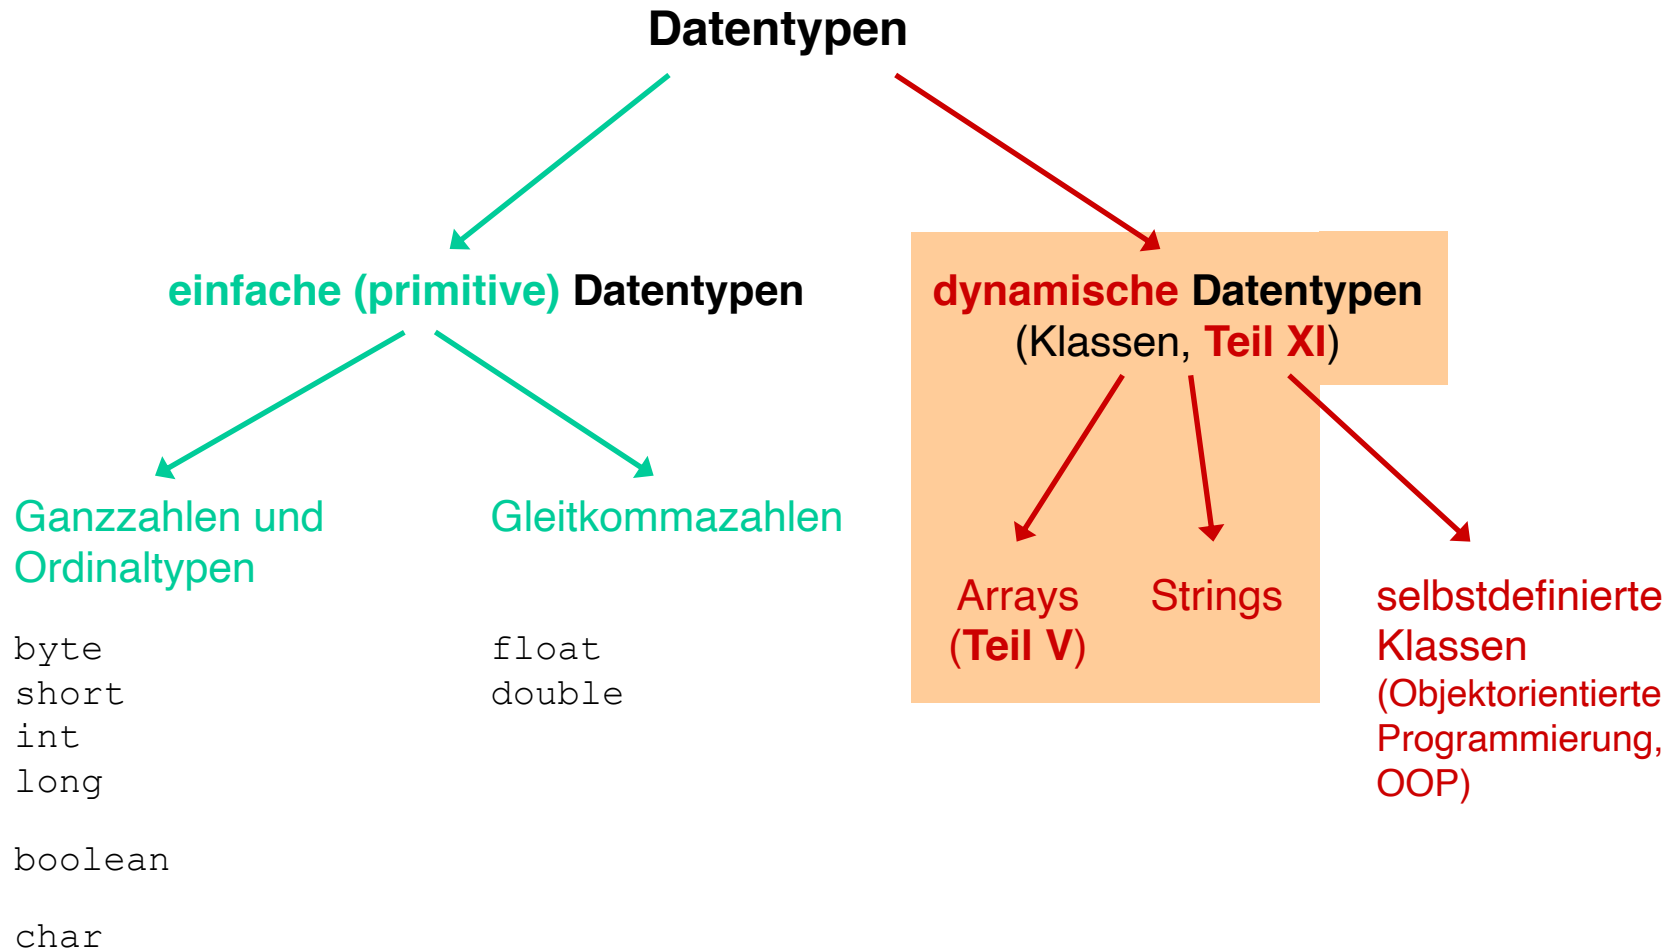 Datentypen
einfache (primitive) Datentypen
dynamische Datentypen
(Klassen, Teil XI)
Ganzzahlen und
Ordinaltypen
byte
short
int
long
boolean
char
Gleitkommazahlen
float
double
Arrays
(Teil V)
Strings
selbstdefinierte
Klassen
(Objektorientierte
Programmierung,
OOP)